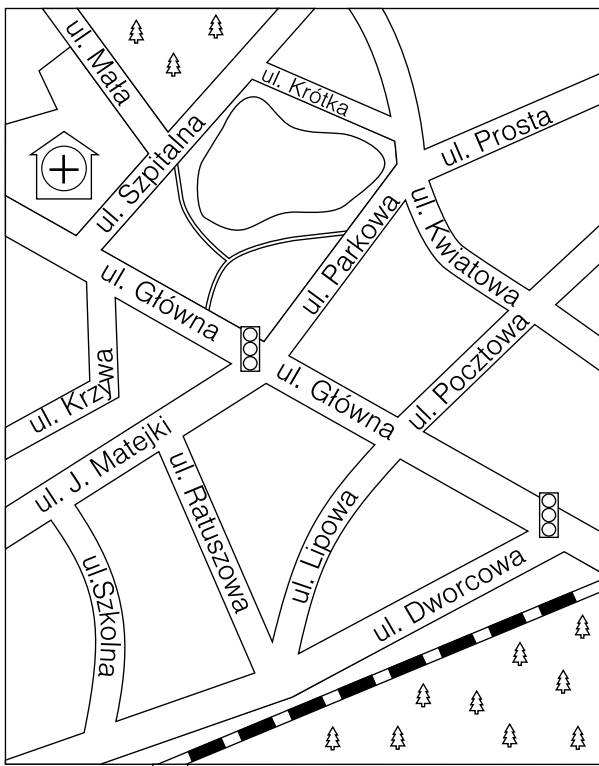 ul. Mała
ul. Krótka
ul. Szpitalna
ul. Prosta
ul. Parkowa
ul. Kwiatowa
ul. Główna
ul. Pocztowa
ul. Krzywa
ul. Główna
ul. J. Matejki
ul. Ratuszowa
ul. Lipowa
ul.Szkolna
ul. Dworcowa